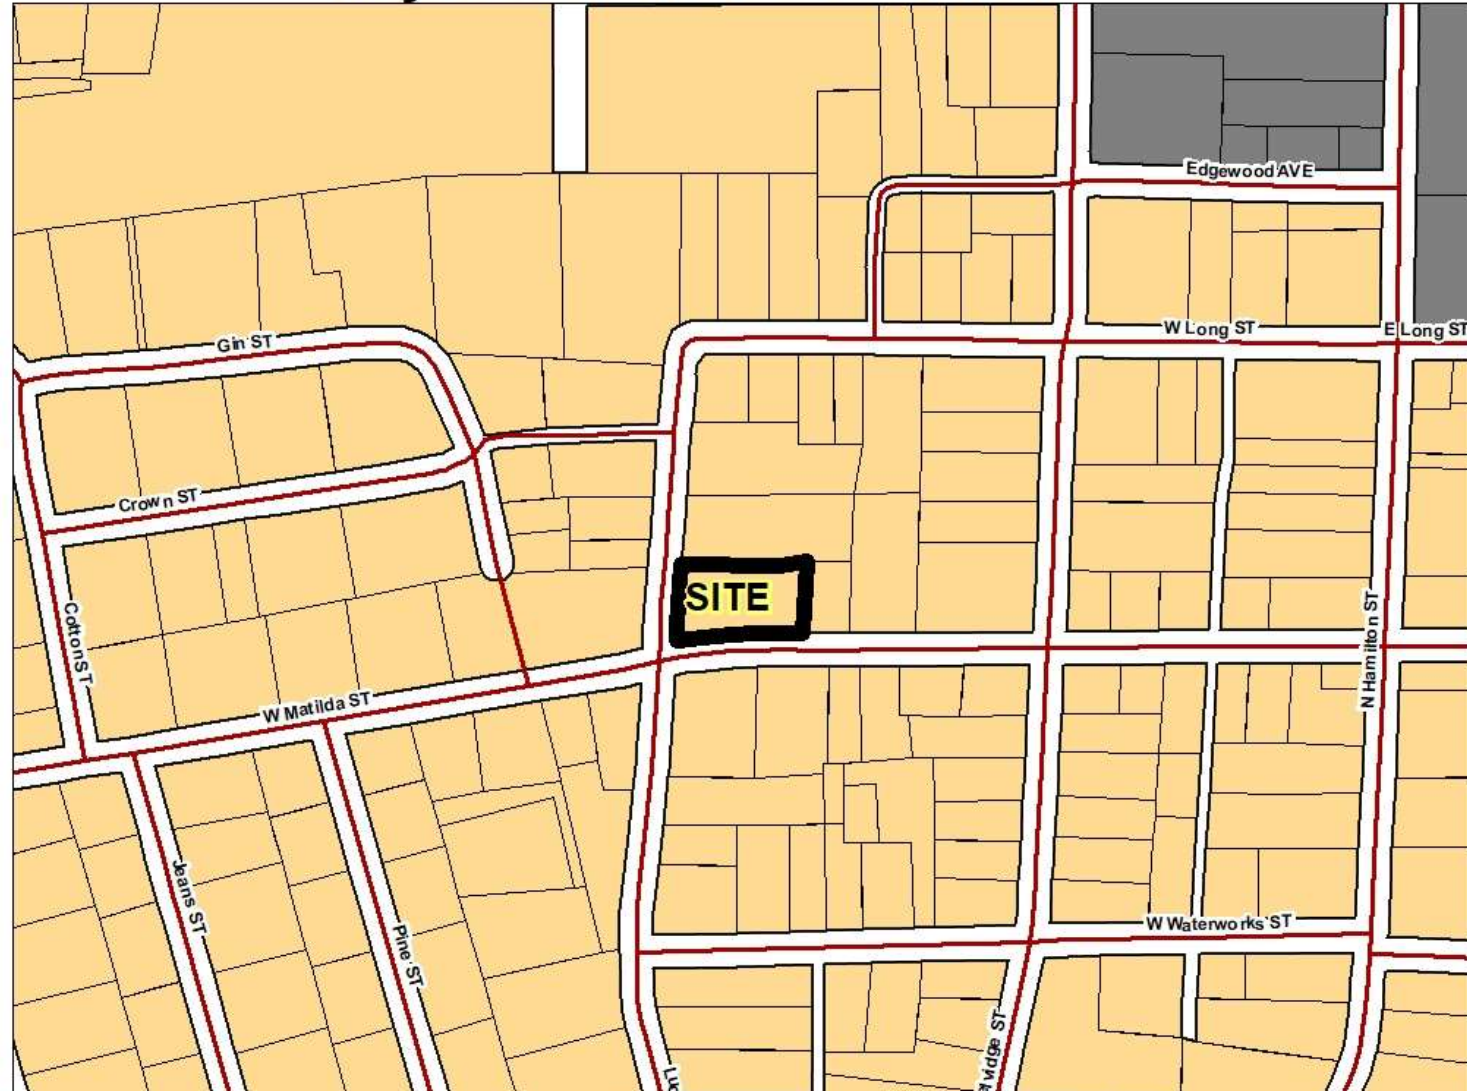 Edgewood AVE
W Long ST
E Long ST
Gin ST
Crown ST
SITE
Cotton ST
N Hamilton ST
W Matilda ST
Jeans ST
Pine ST
W Waterworks ST